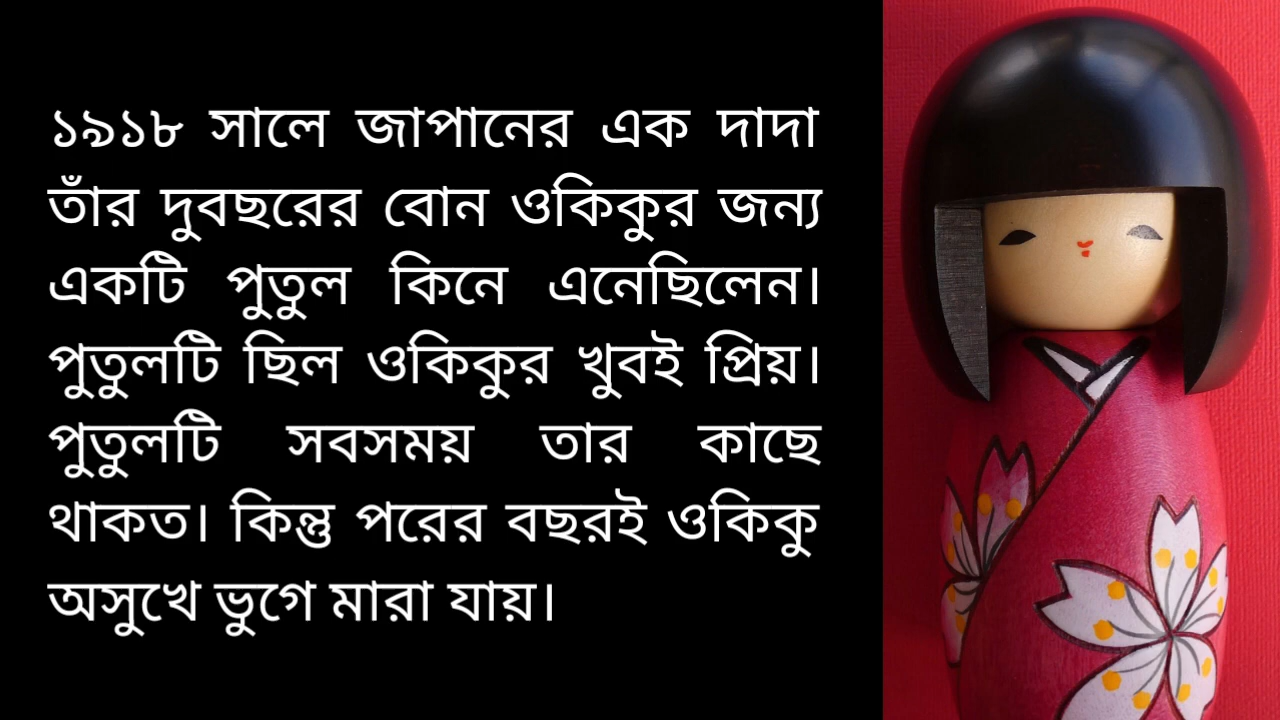 ১৯১৮ সালে জাপানের এক দাদা
তাঁর দুবছরের বোন ওকিকুর জন্য
একটি পুতুল কিনে এনেছিলেন।
পুতুলটি ছিল ওকিকুর খুবই প্রিয়।
পুতুলটি সবসময় তার কাছে
থাকত। কিন্তু পরের বছরই ওকিকু
অসুখে ভুগে মারা যায়।